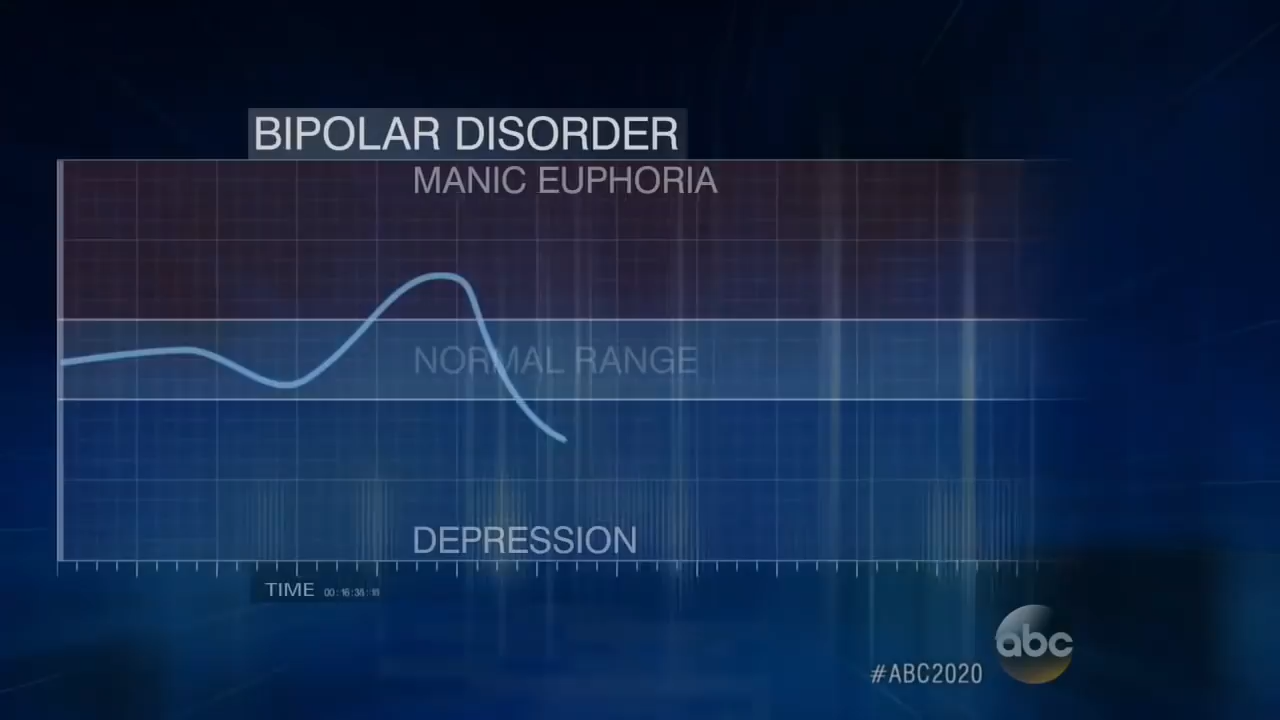 BIPOLAR DISORDER
MANIC EUPHORIA
NORMAL RANGE
DEPRESSION
TIME
abc
#ABC2020